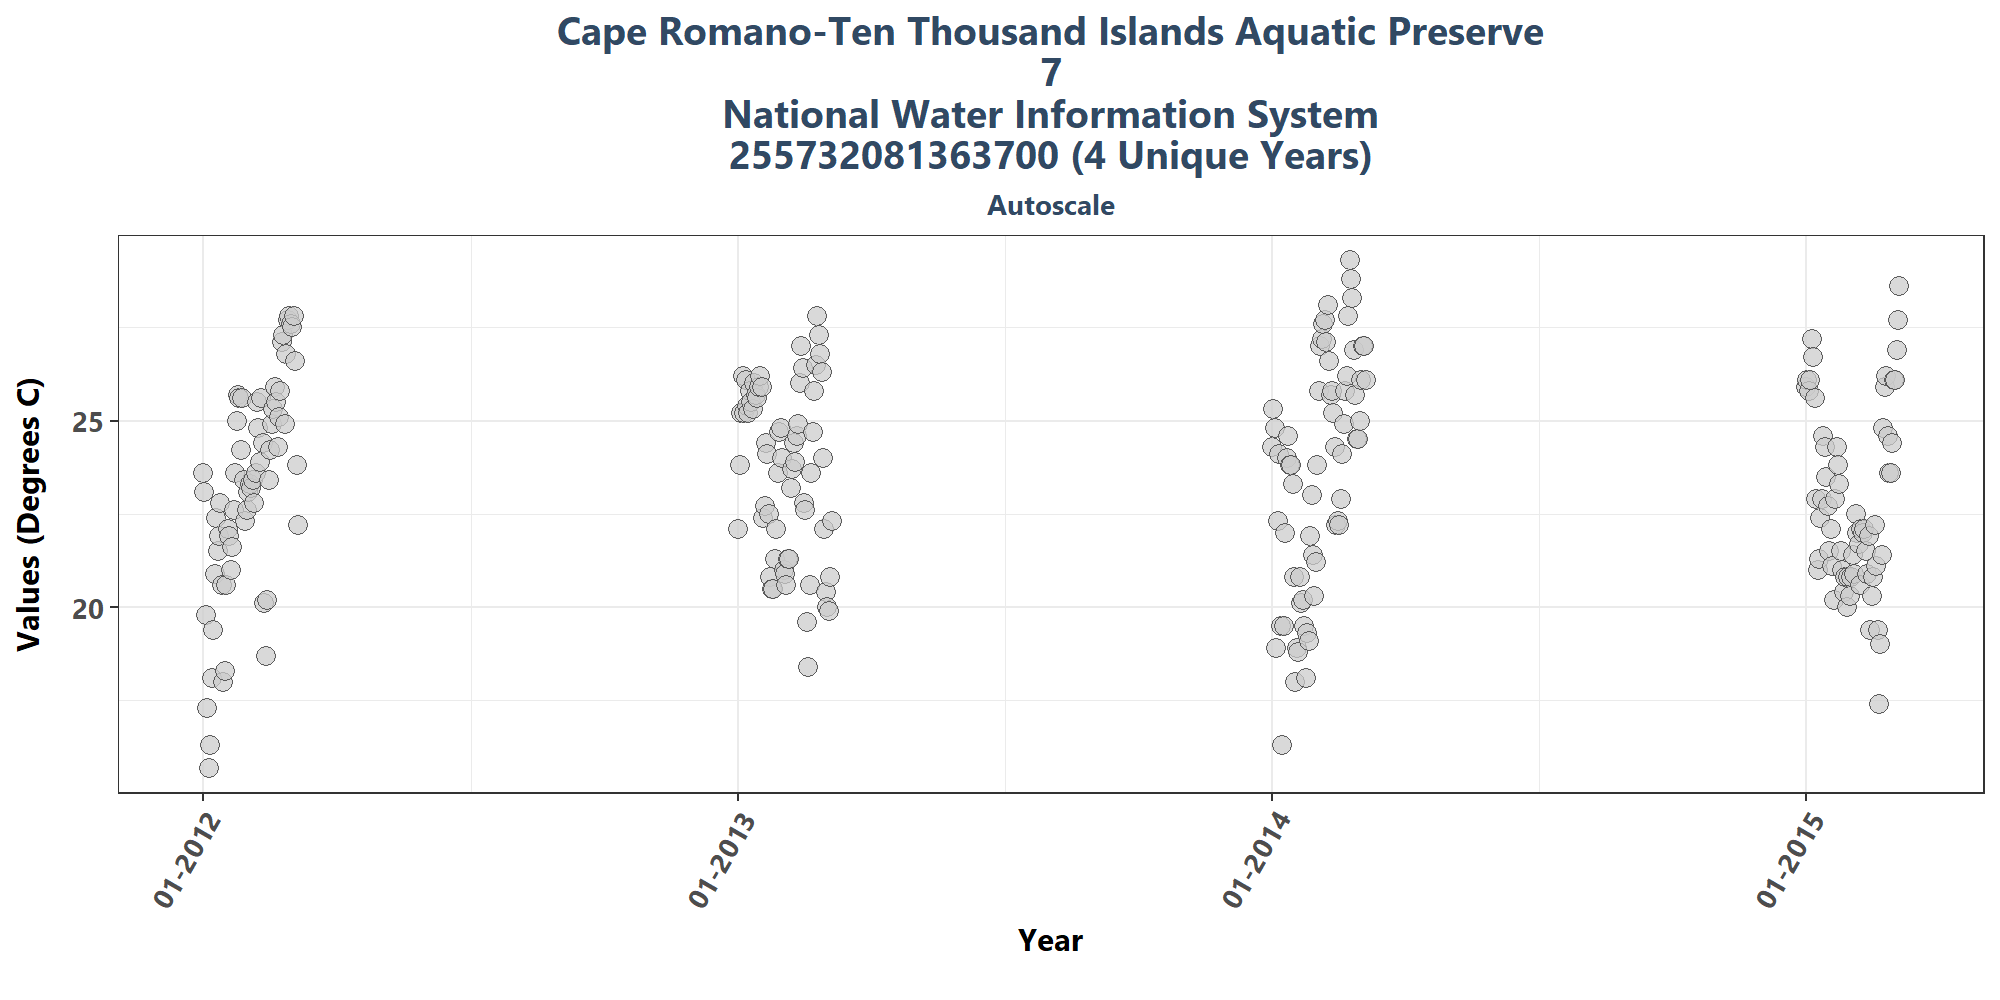 Cape Romano-Ten Thousand Islands Aquatic Preserve
7
National Water Information System
255732081363700 (4 Unique Years)
Autoscale
Values (Degrees C)
25
20
01-2012
01-2013
01-2014
01-2015
Year